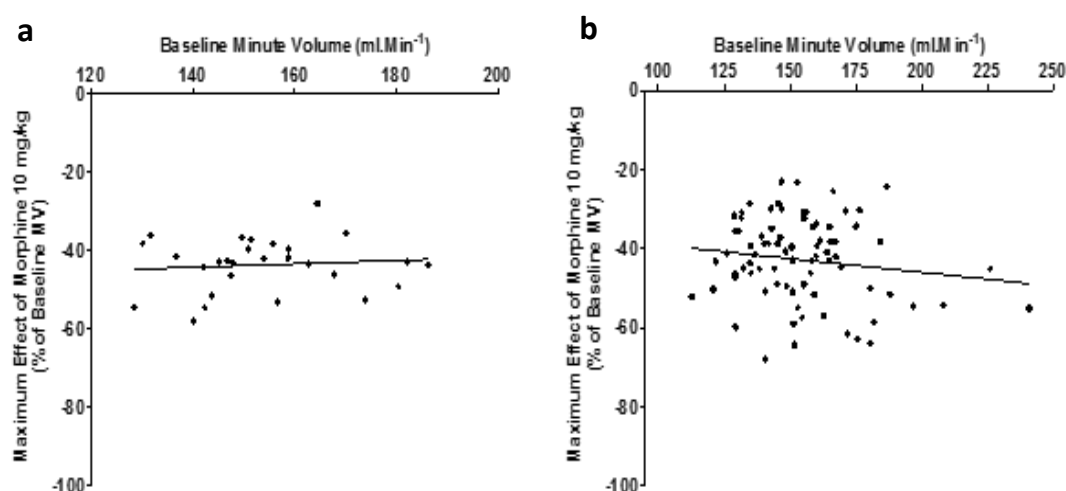 a
Baseline Minute Volume (ml.Min⁻¹)
120 140 160 180 200
0
-20
-40
-60
-80
-100
Maximum Effect of Morphine 10 mg/kg
(% of Baseline MV)
b
Baseline Minute Volume (ml.Min⁻¹)
100 125 150 175 200 225 250
0
-20
-40
-60
-80
-100
Maximum Effect of Morphine 10 mg/kg
(% of Baseline MV)